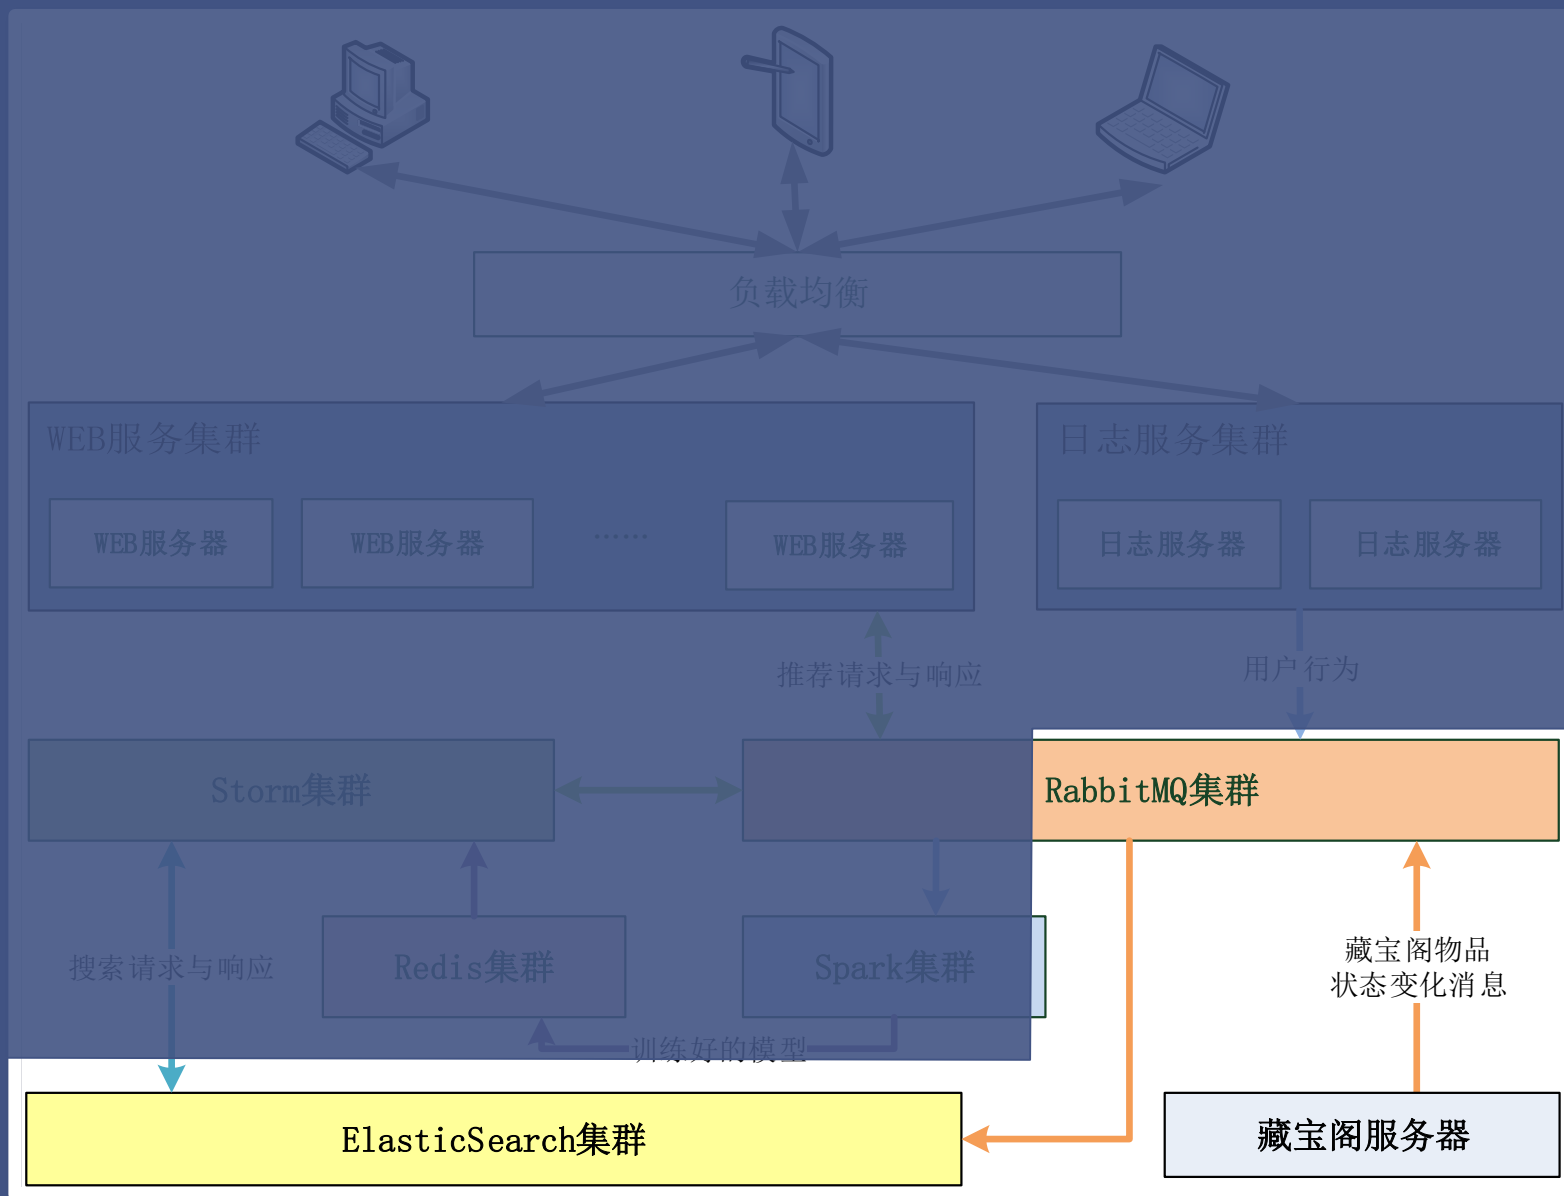 负载均衡
WEB服务集群
日志服务集群
WEB服务器
WEB服务器
……
WEB服务器
日志服务器
日志服务器
推荐请求与响应
用户行为
Storm集群
RabbitMQ集群
搜索请求与响应
Redis集群
Spark集群
藏宝阁物品
状态变化消息
训练好的模型
ElasticSearch集群
藏宝阁服务器